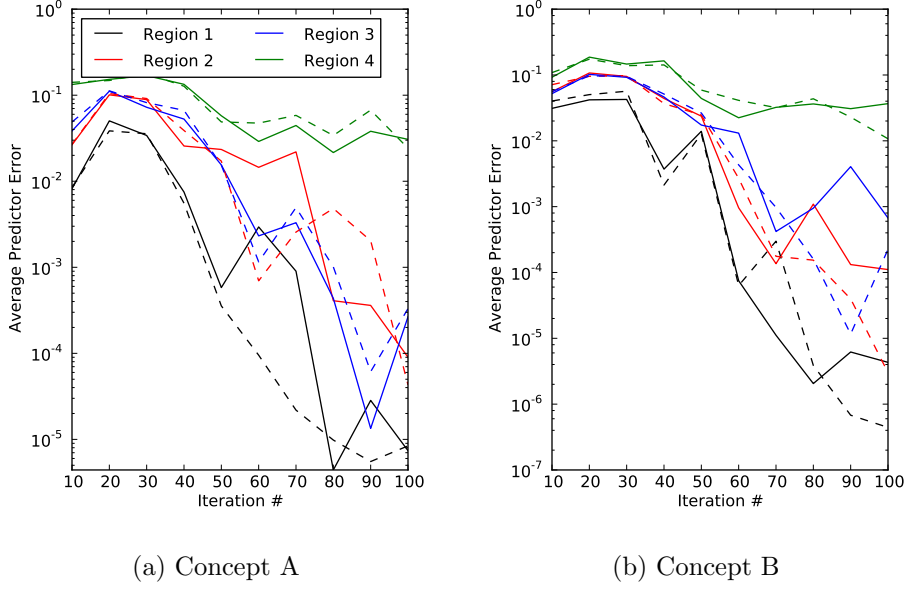 Region 1
Region 2
Region 3
Region 4
Average Predictor Error
10^0
10^-1
10^-2
10^-3
10^-4
10^-5
10 20 30 40 50 60 70 80 90 100
Iteration #
(a) Concept A
Average Predictor Error
10^0
10^-1
10^-2
10^-3
10^-4
10^-5
10^-6
10^-7
10 20 30 40 50 60 70 80 90 100
Iteration #
(b) Concept B